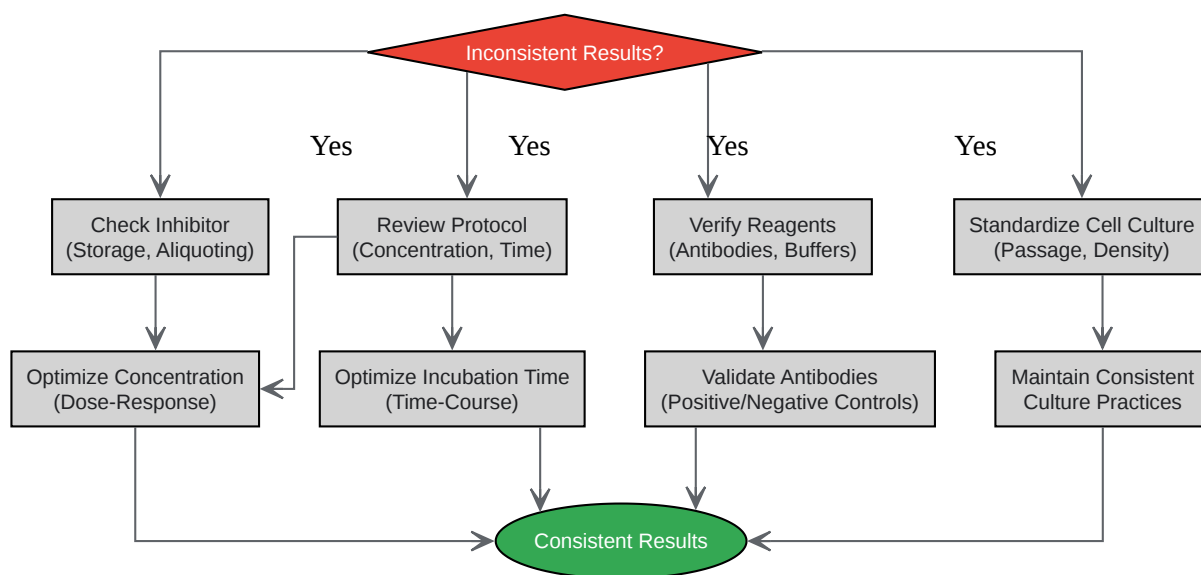 Inconsistent Results?
Yes
Yes
Yes
Yes
Check Inhibitor
(Storage, Aliquoting)
Review Protocol
(Concentration, Time)
Verify Reagents
(Antibodies, Buffers)
Standardize Cell Culture
(Passage, Density)
Optimize Concentration
(Dose-Response)
Optimize Incubation Time
(Time-Course)
Validate Antibodies
(Positive/Negative Controls)
Maintain Consistent
Culture Practices
Consistent Results